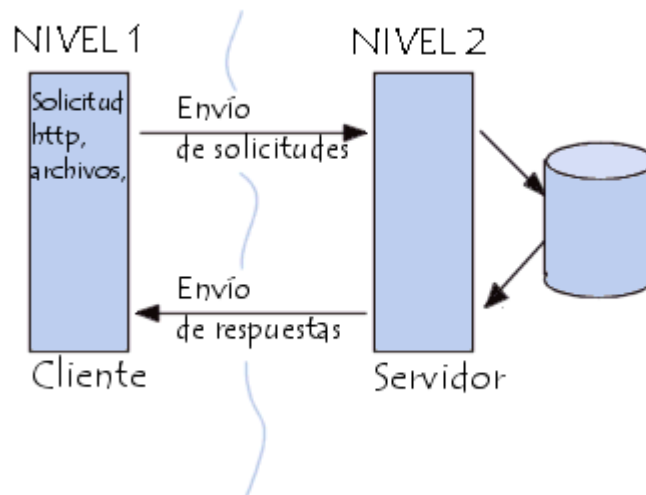 NIVEL 1
NIVEL 2
Solicitud
http,
archivos,
Envío
de solicitudes
Envío
de respuestas
Cliente
Servidor